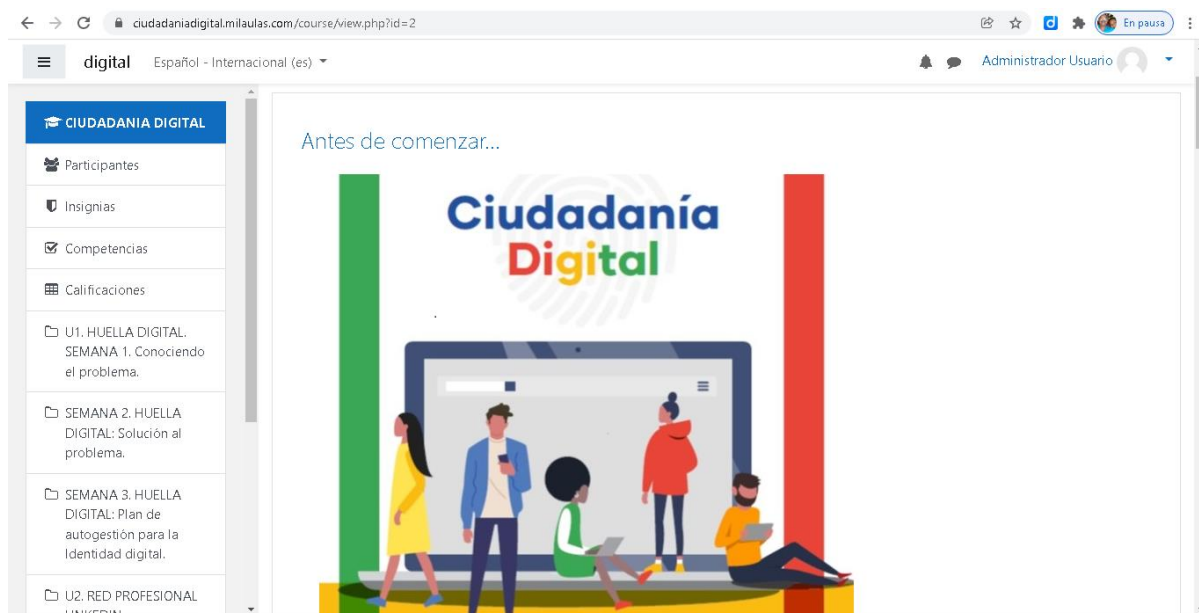 ciudadaniadigital.milaulas.com/course/view.php?id=2
En pausa
digital
Español - Internacional (es)
Administrador Usuario
CIUDADANIA DIGITAL
Participantes
Insignias
Competencias
Calificaciones
U1. HUELLA DIGITAL.
SEMANA 1. Conociendo
el problema.
SEMANA 2. HUELLA
DIGITAL: Solución al
problema.
SEMANA 3. HUELLA
DIGITAL: Plan de
autogestión para la
Identidad digital.
U2. RED PROFESIONAL
LINKEDIN
Antes de comenzar...
Ciudadanía
Digital